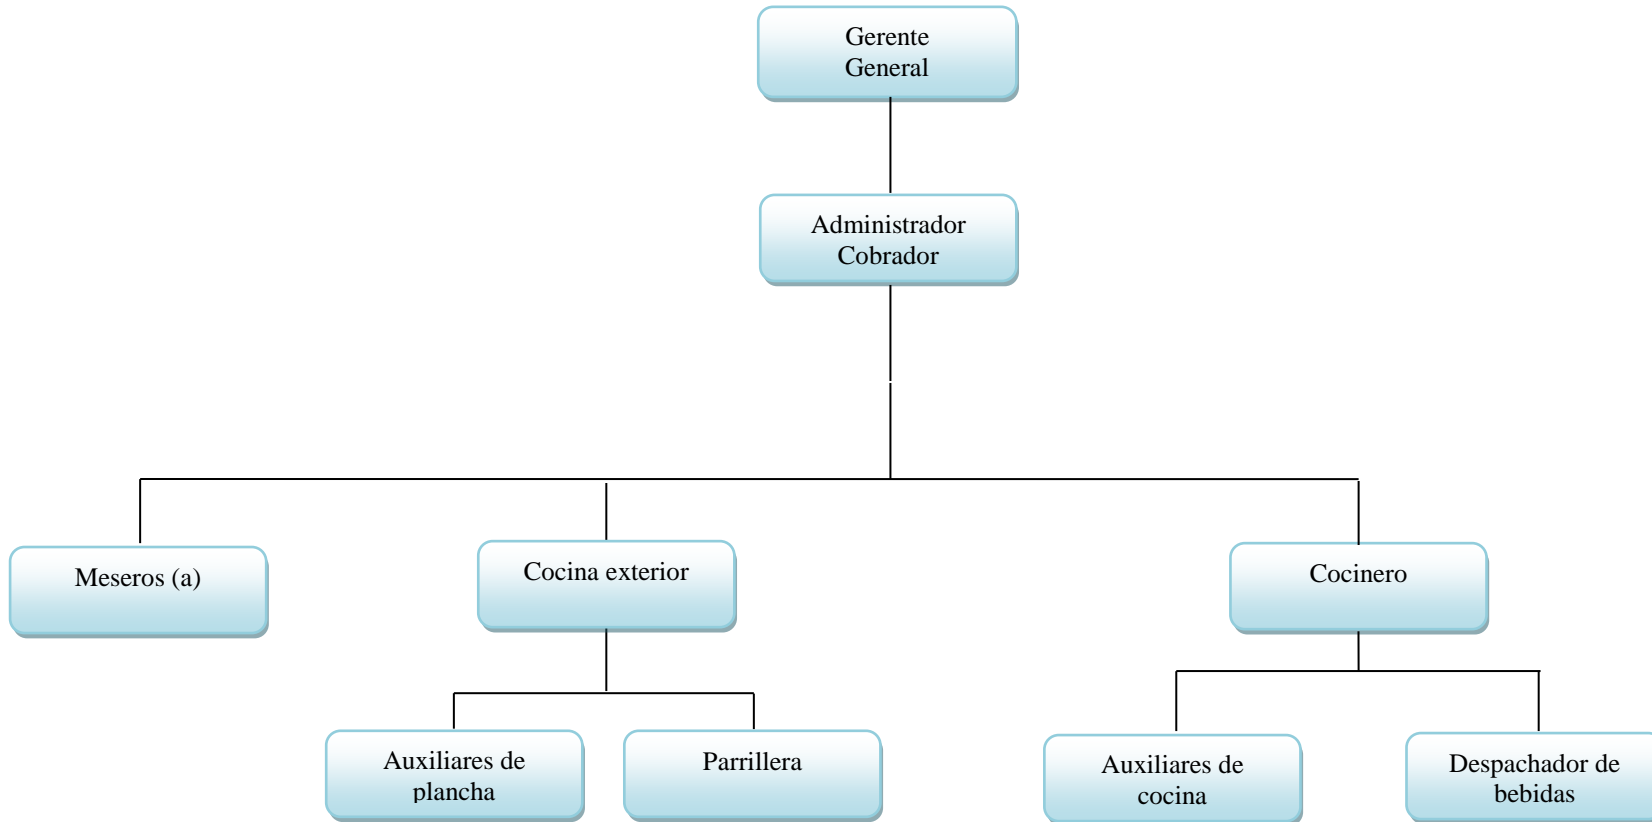 Gerente
General
Administrador
Cobrador
Meseros (a)
Cocina exterior
Cocinero
Auxiliares de
plancha
Parrillera
Auxiliares de
cocina
Despachador de
bebidas